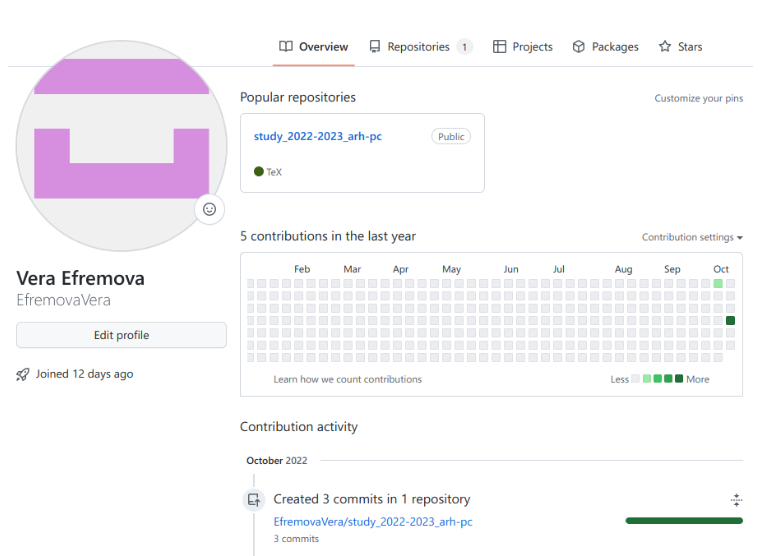 Overview Repositories 1 Projects Packages Stars
Popular repositories Customize your pins
study_2022-2023_arh-pc Public
TeX
5 contributions in the last year Contribution settings
Feb Mar Apr May Jun Jul Aug Sep Oct
Learn how we count contributions Less More
Vera Efremova
EfremovaVera
Edit profile
Joined 12 days ago
Contribution activity
October 2022
Created 3 commits in 1 repository
EfremovaVera/study_2022-2023_arh-pc
3 commits